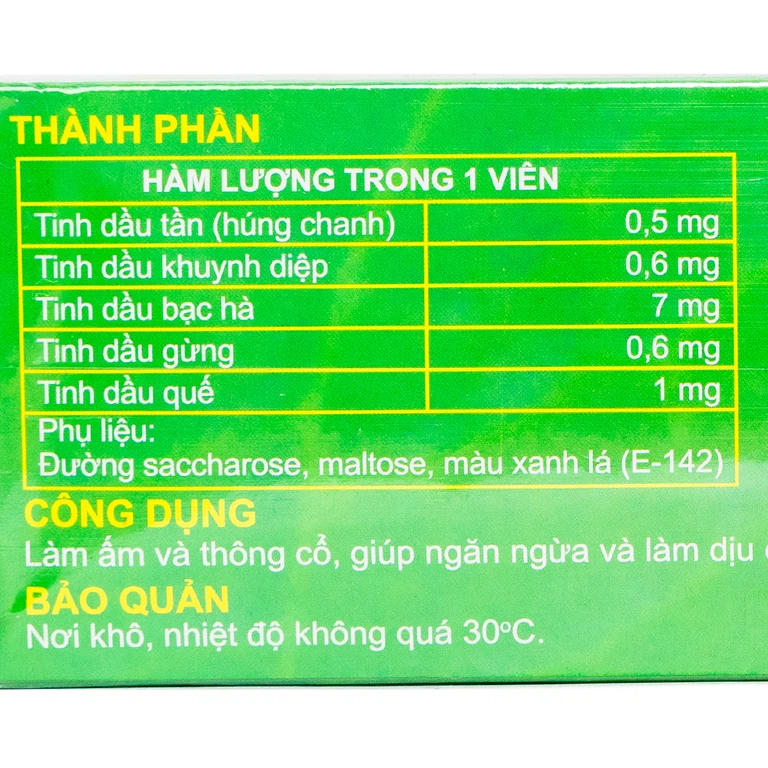 THÀNH PHẦN
HÀM LƯỢNG TRONG 1 VIÊN
Tinh dầu tần (húng chanh) 0,5 mg
Tinh dầu khuynh diệp 0,6 mg
Tinh dầu bạc hà 7 mg
Tinh dầu gừng 0,6 mg
Tinh dầu quế 1 mg
Phụ liệu:
Đường saccharose, maltose, màu xanh lá (E-142)
CÔNG DỤNG
Làm ấm và thông cổ, giúp ngăn ngừa và làm dịu
BẢO QUẢN
Nơi khô, nhiệt độ không quá 30ºC.